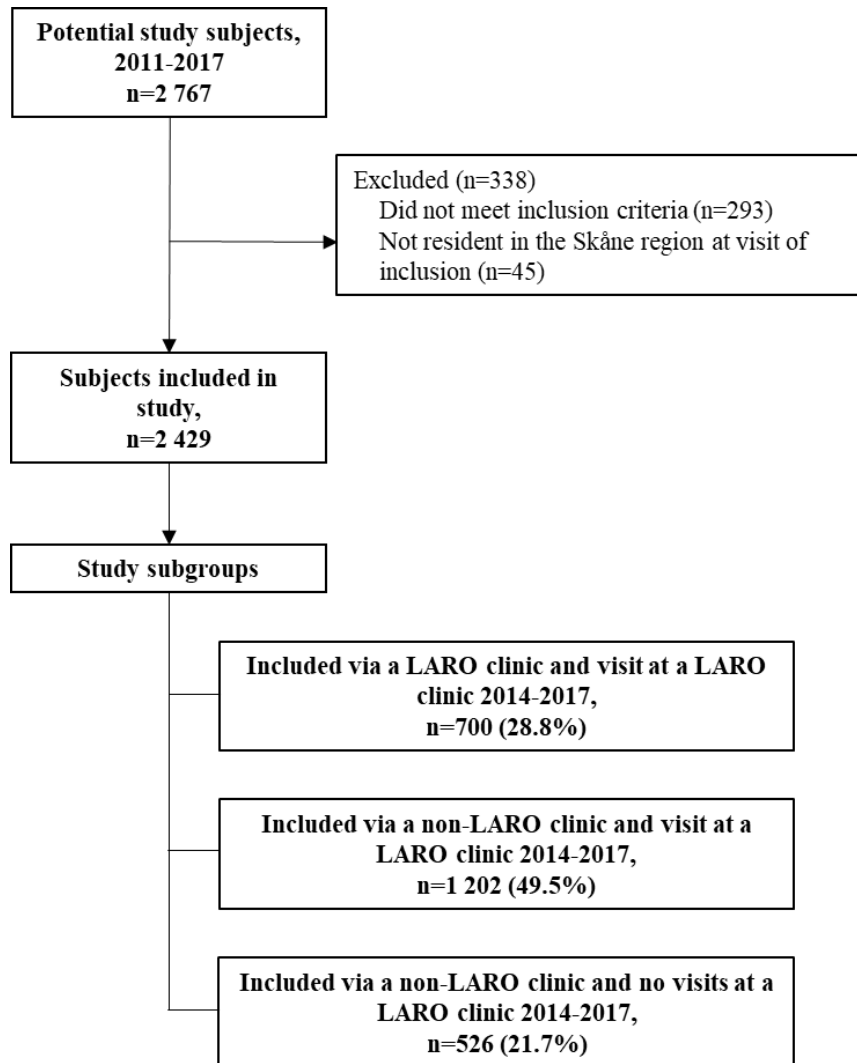 Potential study subjects,
2011-2017
n=2 767
Excluded (n=338)
Did not meet inclusion criteria (n=293)
Not resident in the Skåne region at visit of
inclusion (n=45)
Subjects included in
study,
n=2 429
Study subgroups
Included via a LARO clinic and visit at a LARO
clinic 2014-2017,
n=700 (28.8%)
Included via a non-LARO clinic and visit at a
LARO clinic 2014-2017,
n=1 202 (49.5%)
Included via a non-LARO clinic and no visits at a
LARO clinic 2014-2017,
n=526 (21.7%)